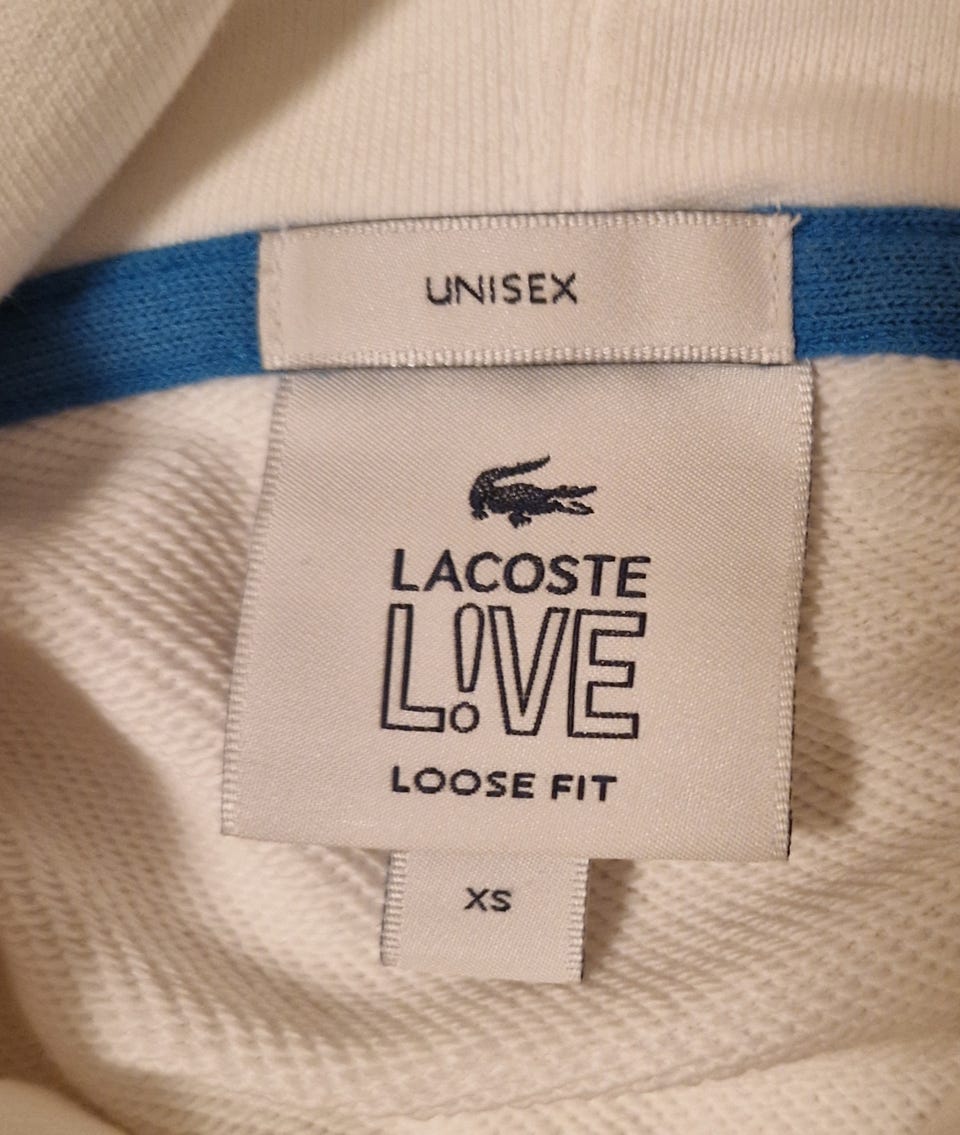 UNISEX
LACOSTE
L!VE
LOOSE FIT
XS